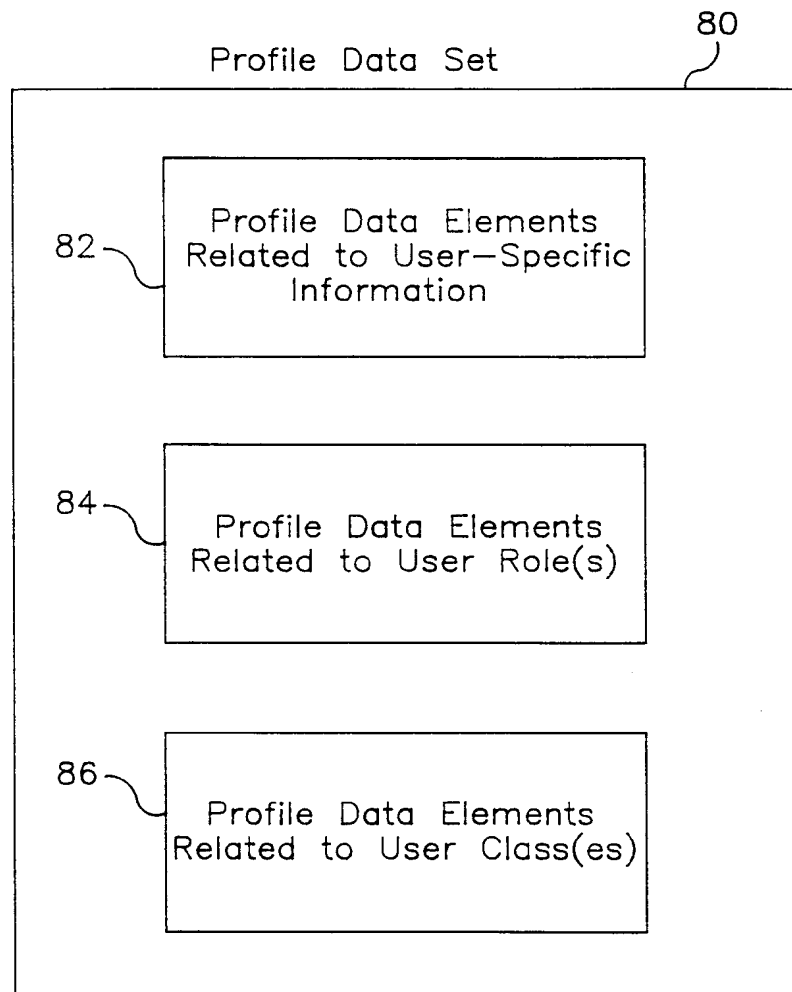 80
Profile Data Set
82
Profile Data Elements
Related to User-Specific
Information
84
Profile Data Elements
Related to User Role(s)
86
Profile Data Elements
Related to User Class(es)